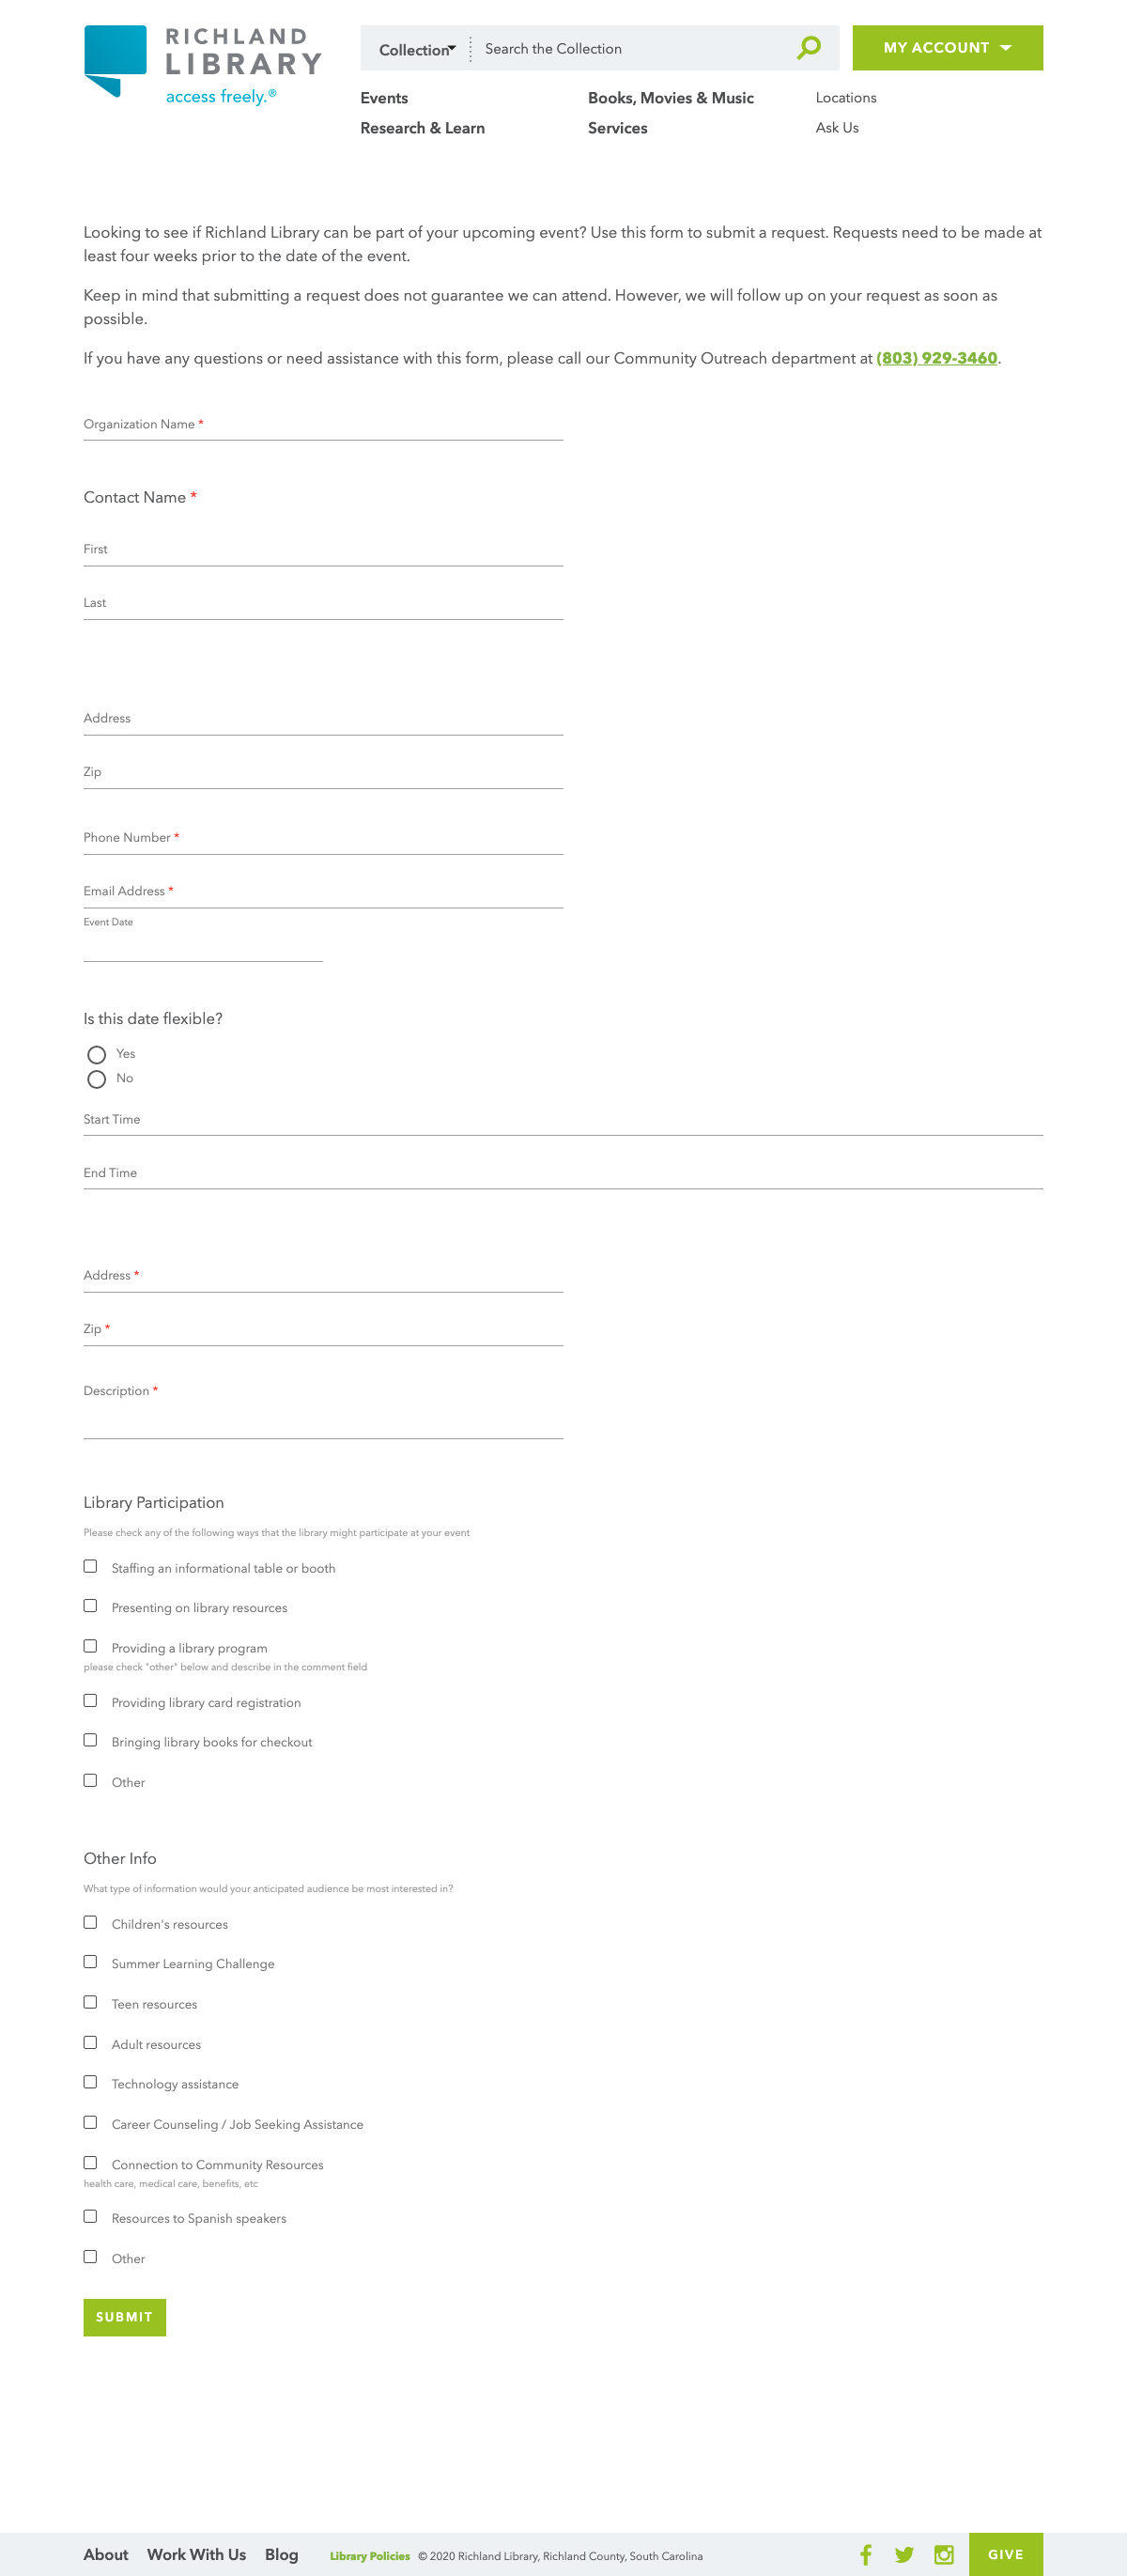 RICHLAND
LIBRARY
access freely.®
Collection
Search the Collection
MY ACCOUNT
Events
Books, Movies & Music
Locations
Research & Learn
Services
Ask Us
Looking to see if Richland Library can be part of your upcoming event? Use this form to submit a request. Requests need to be made at
least four weeks prior to the date of the event.
Keep in mind that submitting a request does not guarantee we can attend. However, we will follow up on your request as soon as
possible.
If you have any questions or need assistance with this form, please call our Community Outreach department at (803) 929-3460.
Organization Name *
Contact Name *
First
Last
Address
Zip
Phone Number *
Email Address *
Event Date
Is this date flexible?
Yes
No
Start Time
End Time
Address *
Zip *
Description *
Library Participation
Please check any of the following ways that the library might participate at your event
Staffing an informational table or booth
Presenting on library resources
Providing a library program
please check "other" below and describe in the comment field
Providing library card registration
Bringing library books for checkout
Other
Other Info
What type of information would your anticipated audience be most interested in?
Children's resources
Summer Learning Challenge
Teen resources
Adult resources
Technology assistance
Career Counseling / Job Seeking Assistance
Connection to Community Resources
health care, medical care, benefits, etc
Resources to Spanish speakers
Other
SUBMIT
About
Work With Us
Blog
Library Policies
© 2020 Richland Library, Richland County, South Carolina
GIVE